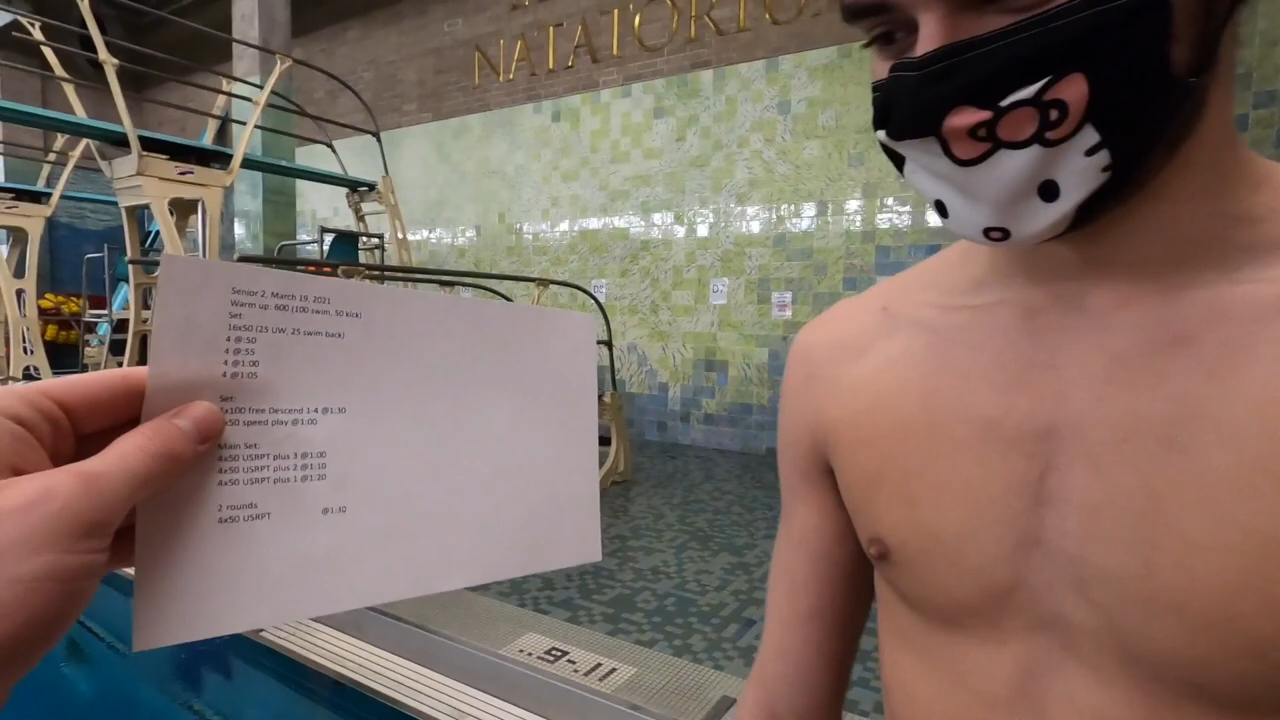 NATATORIU
Senior 2, March 19, 2021
Warm up: 600 (100 swim, 50 kick)
Set:
16x50 (25 UW, 25 swim back)
4 @:50
4 @:55
4 @1:00
4 @1:05
Set:
x100 free Descend 1-4 @1:30
x50 speed play @1:00
Main Set:
4x50 USRPT plus 3 @1:00
4x50 USRPT plus 2 @1:10
4x50 USRPT plus 1 @1:20
2 rounds
4x50 USRPT @1:30
D7
9-11